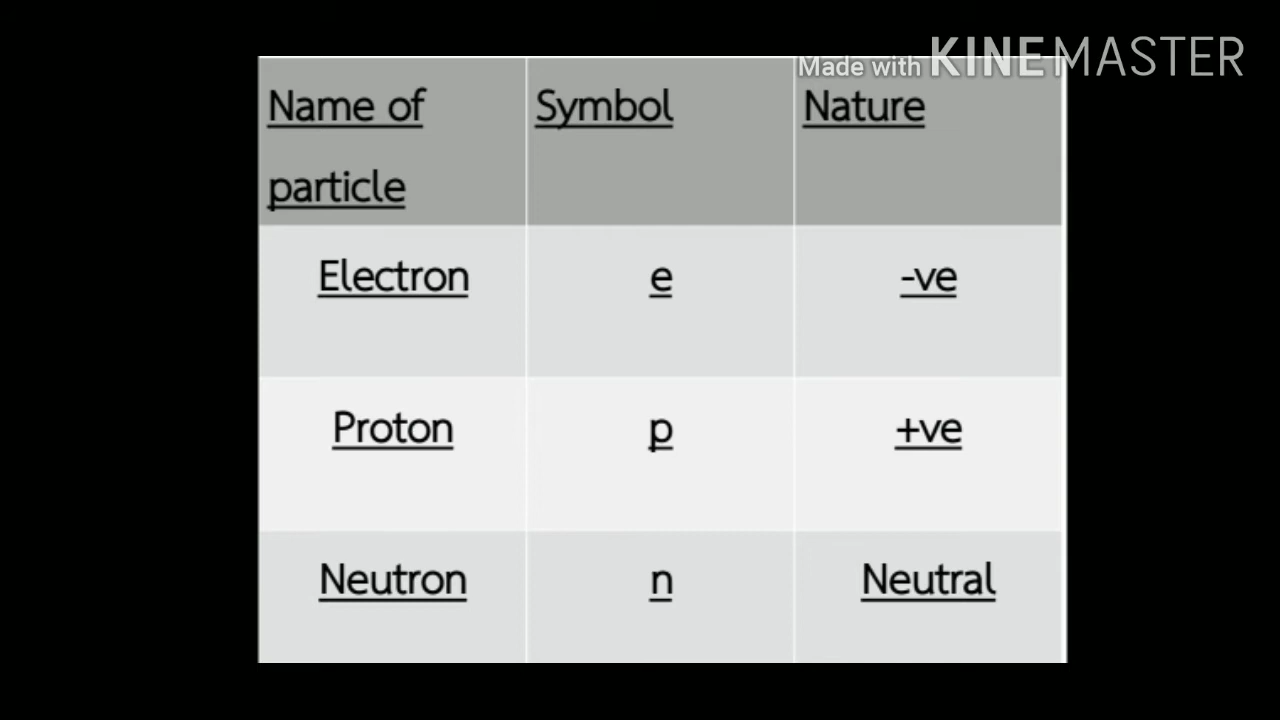 Made with KINEMASTER
Name of particle Symbol Nature
Electron e -ve
Proton p +ve
Neutron n Neutral